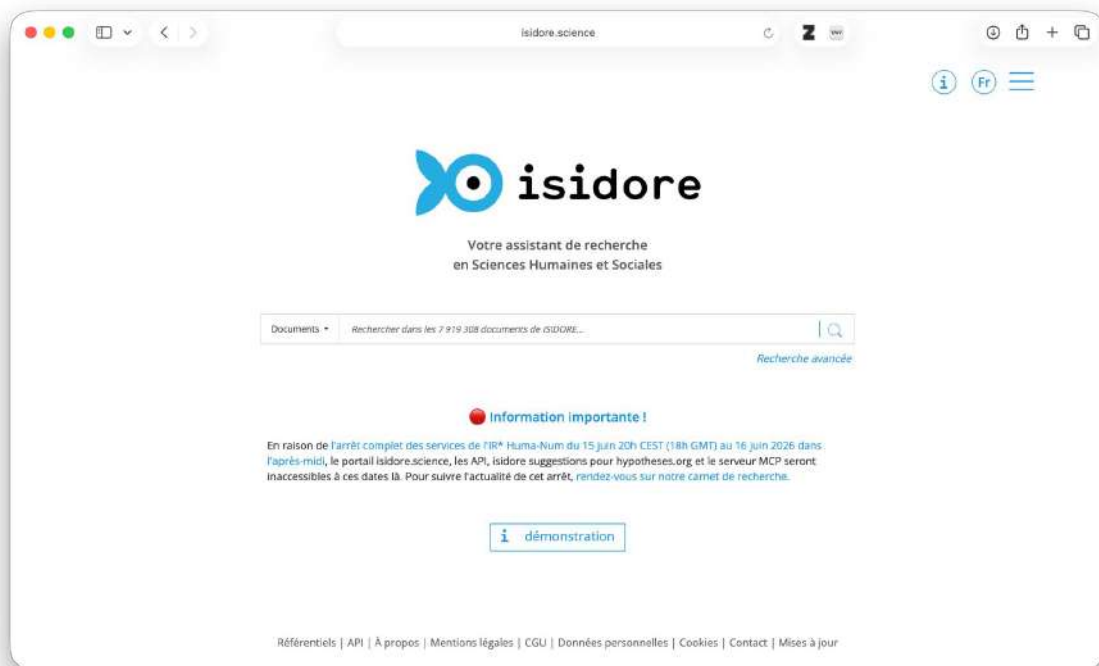 isidore.science
Z
Fr
isidore
Votre assistant de recherche
en Sciences Humaines et Sociales
Documents
Rechercher dans les 7 919 308 documents de ISIDORE...
Recherche avancée
Information importante !
En raison de l'arrêt complet des services de l'IR* Huma-Num du 15 juin 20h CEST (18h GMT) au 16 juin 2026 dans
l'après-midi, le portail isidore.science, les API, isidore suggestions pour hypotheses.org et le serveur MCP seront
inaccessibles à ces dates là. Pour suivre l'actualité de cet arrêt, rendez-vous sur notre carnet de recherche.
i démonstration
Référentiels | API | À propos | Mentions légales | CGU | Données personnelles | Cookies | Contact | Mises à jour